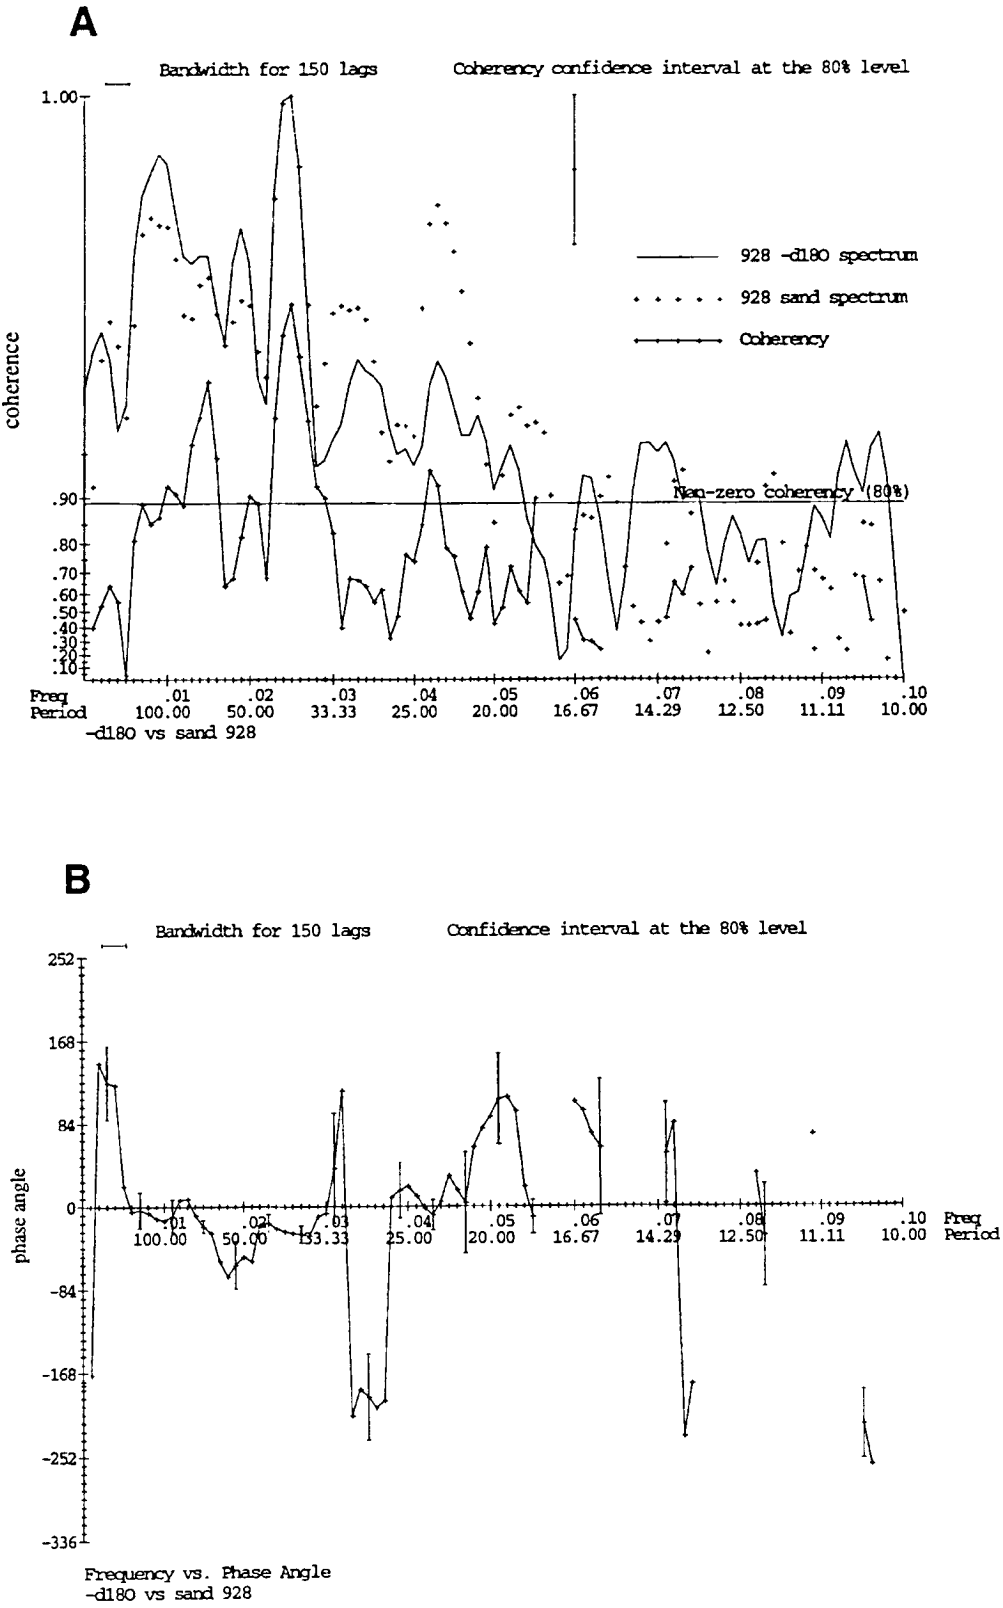 A
Bandwidth for 150 lags
Coherency confidence interval at the 80% level
1.00
928 -d18O spectrum
928 sand spectrum
Coherency
coherence
Non-zero coherency (80%)
.90
.80
.70
.60
.50
.40
.30
.20
.10
Freq .01 .02 .03 .04 .05 .06 .07 .08 .09 .10
Period 100.00 50.00 33.33 25.00 20.00 16.67 14.29 12.50 11.11 10.00
-d18O vs sand 928
B
Bandwidth for 150 lags
Confidence interval at the 80% level
252
168
84
phase angle
0
.01 .02 .03 .04 .05 .06 .07 .08 .09 .10 Freq
100.00 50.00 33.33 25.00 20.00 16.67 14.29 12.50 11.11 10.00 Period
-84
-168
-252
-336
Frequency vs. Phase Angle
-d18O vs sand 928